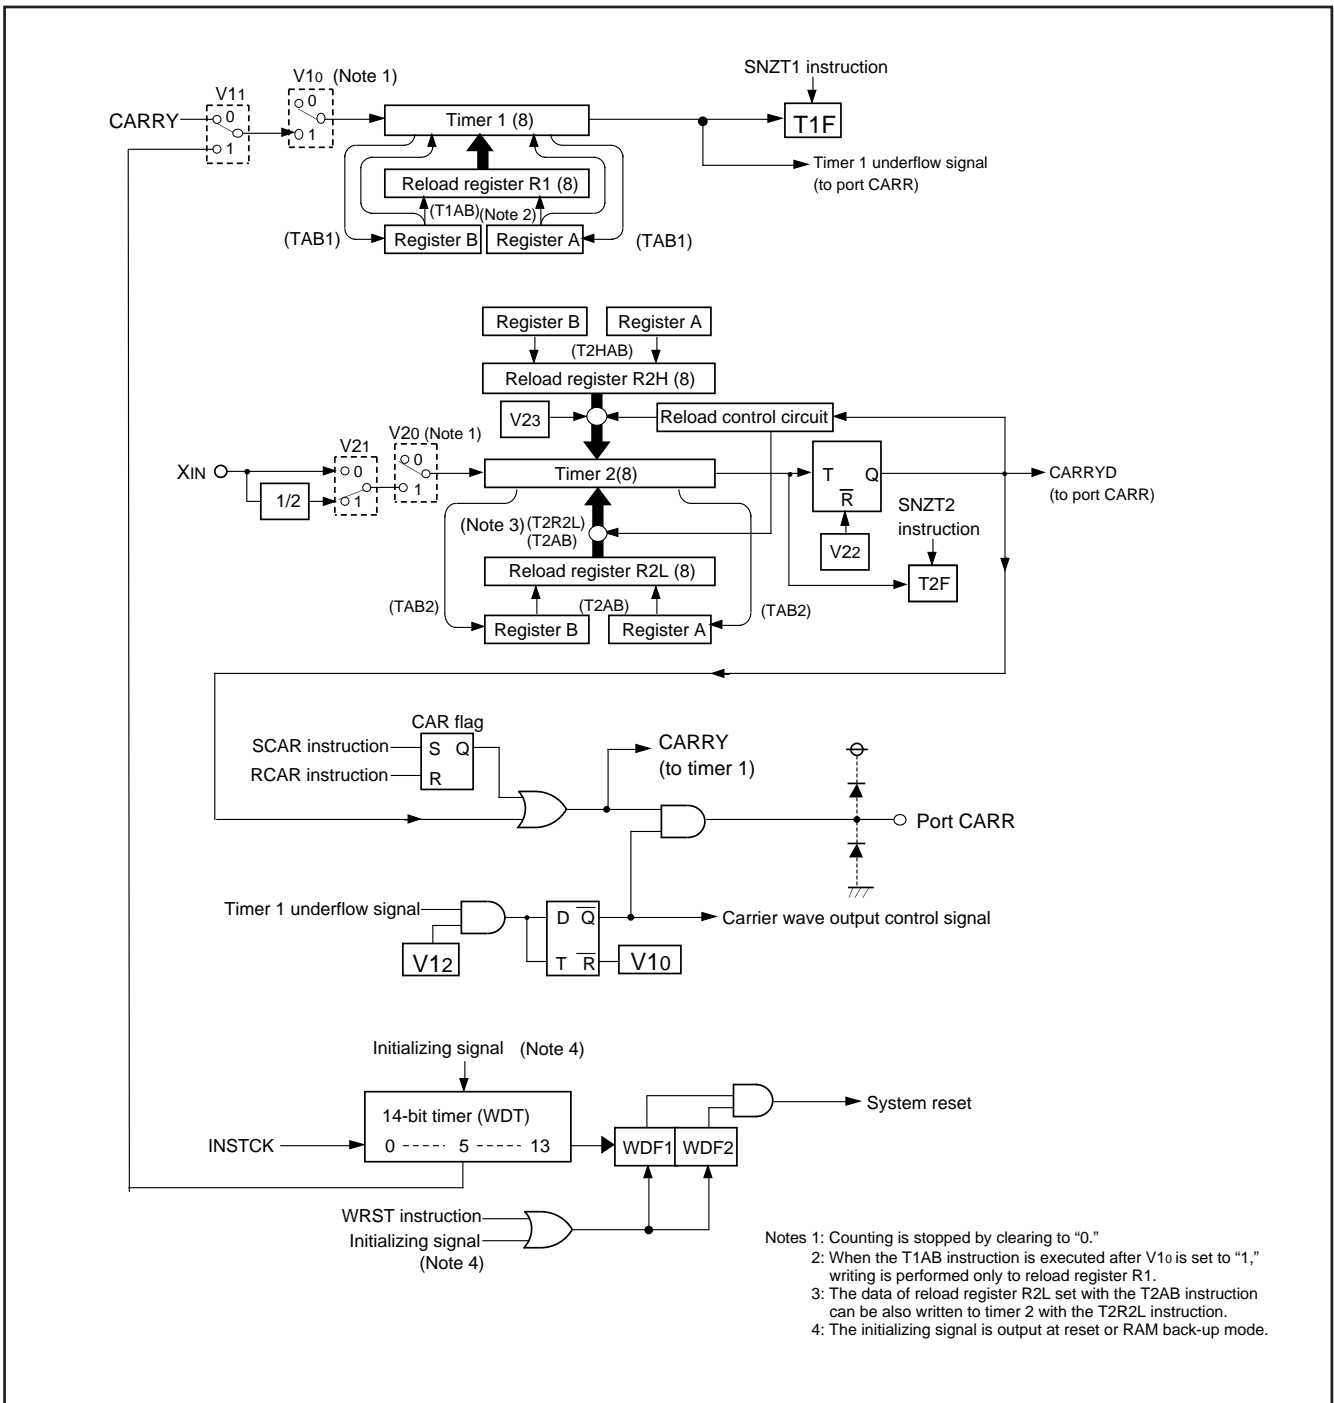 SNZT1 instruction
V10 (Note 1)
V11
0
0
CARRY
Timer 1 (8)
T1F
1
1
Timer 1 underflow signal
(to port CARR)
Reload register R1 (8)
(T1AB)
(Note 2)
(TAB1)
Register B
Register A
(TAB1)
Register B
Register A
(T2HAB)
Reload register R2H (8)
V23
Reload control circuit
V20 (Note 1)
V21
XIN
0
0
Timer 2(8)
T Q
R
CARRYD
(to port CARR)
1/2
1
1
SNZT2
instruction
(Note 3)
(T2R2L)
(T2AB)
V22
Reload register R2L (8)
T2F
(TAB2)
(T2AB)
(TAB2)
Register B
Register A
CAR flag
SCAR instruction
S Q
CARRY
(to timer 1)
RCAR instruction
R
Port CARR
Timer 1 underflow signal
D Q
Carrier wave output control signal
V12
T R
V10
Initializing signal (Note 4)
14-bit timer (WDT)
System reset
INSTCK
0 ----- 5 ----- 13
WDF1
WDF2
WRST instruction
Initializing signal
(Note 4)
Notes 1: Counting is stopped by clearing to “0.”
2: When the T1AB instruction is executed after V10 is set to “1,”
writing is performed only to reload register R1.
3: The data of reload register R2L set with the T2AB instruction
can be also written to timer 2 with the T2R2L instruction.
4: The initializing signal is output at reset or RAM back-up mode.